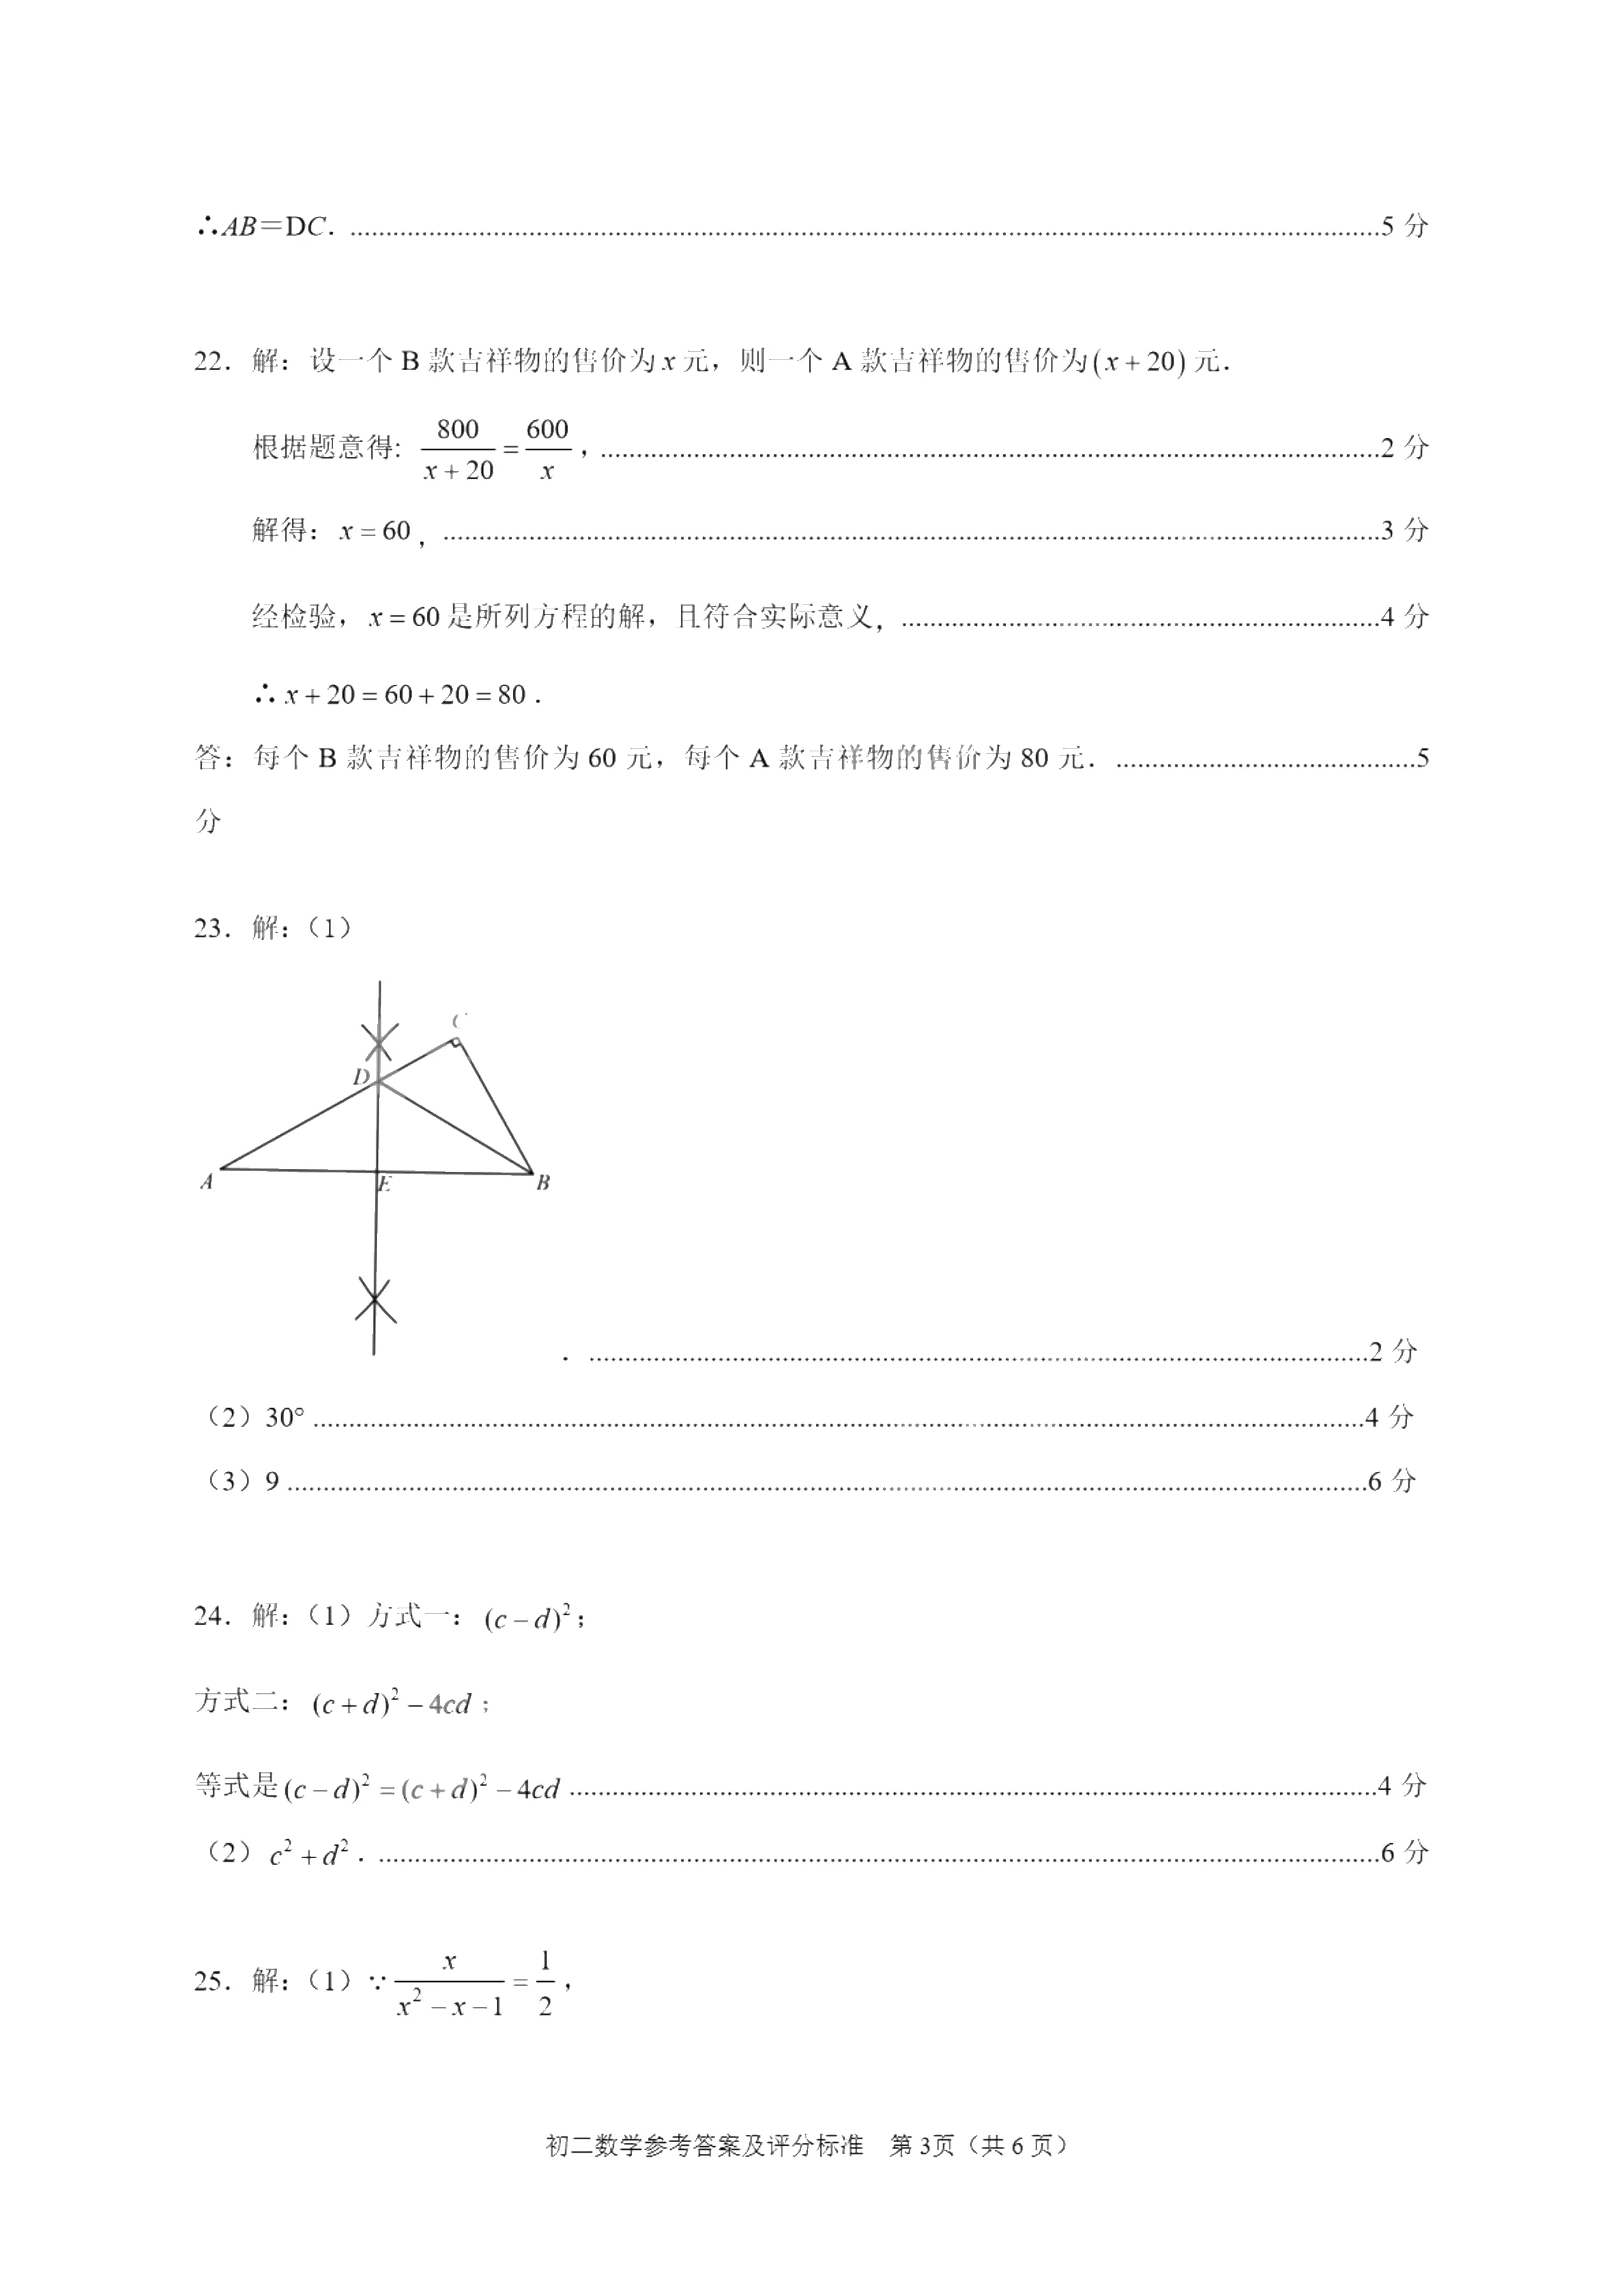 ∴AB＝DC．................5 分
22．解：设一个 B 款吉祥物的售价为 x 元，则一个 A 款吉祥物的售价为(x + 20)元．
根据题意得: 800/(x + 20) = 600/x ，................2 分
解得：x = 60，................3 分
经检验，x = 60 是所列方程的解，且符合实际意义，................4 分
∴ x + 20 = 60 + 20 = 80．
答：每个 B 款吉祥物的售价为 60 元，每个 A 款吉祥物的售价为 80 元．................5
分
23．解：（1）
C
D
A E B
．................2 分
（2）30°................4 分
（3）9................6 分
24．解：（1）方式一：(c − d)²；
方式二：(c + d)² − 4cd；
等式是(c − d)² = (c + d)² − 4cd................4 分
（2）c² + d²．................6 分
25．解：（1）∵ x/(x² − x − 1) = 1/2，
初二数学参考答案及评分标准 第 3页（共 6 页）